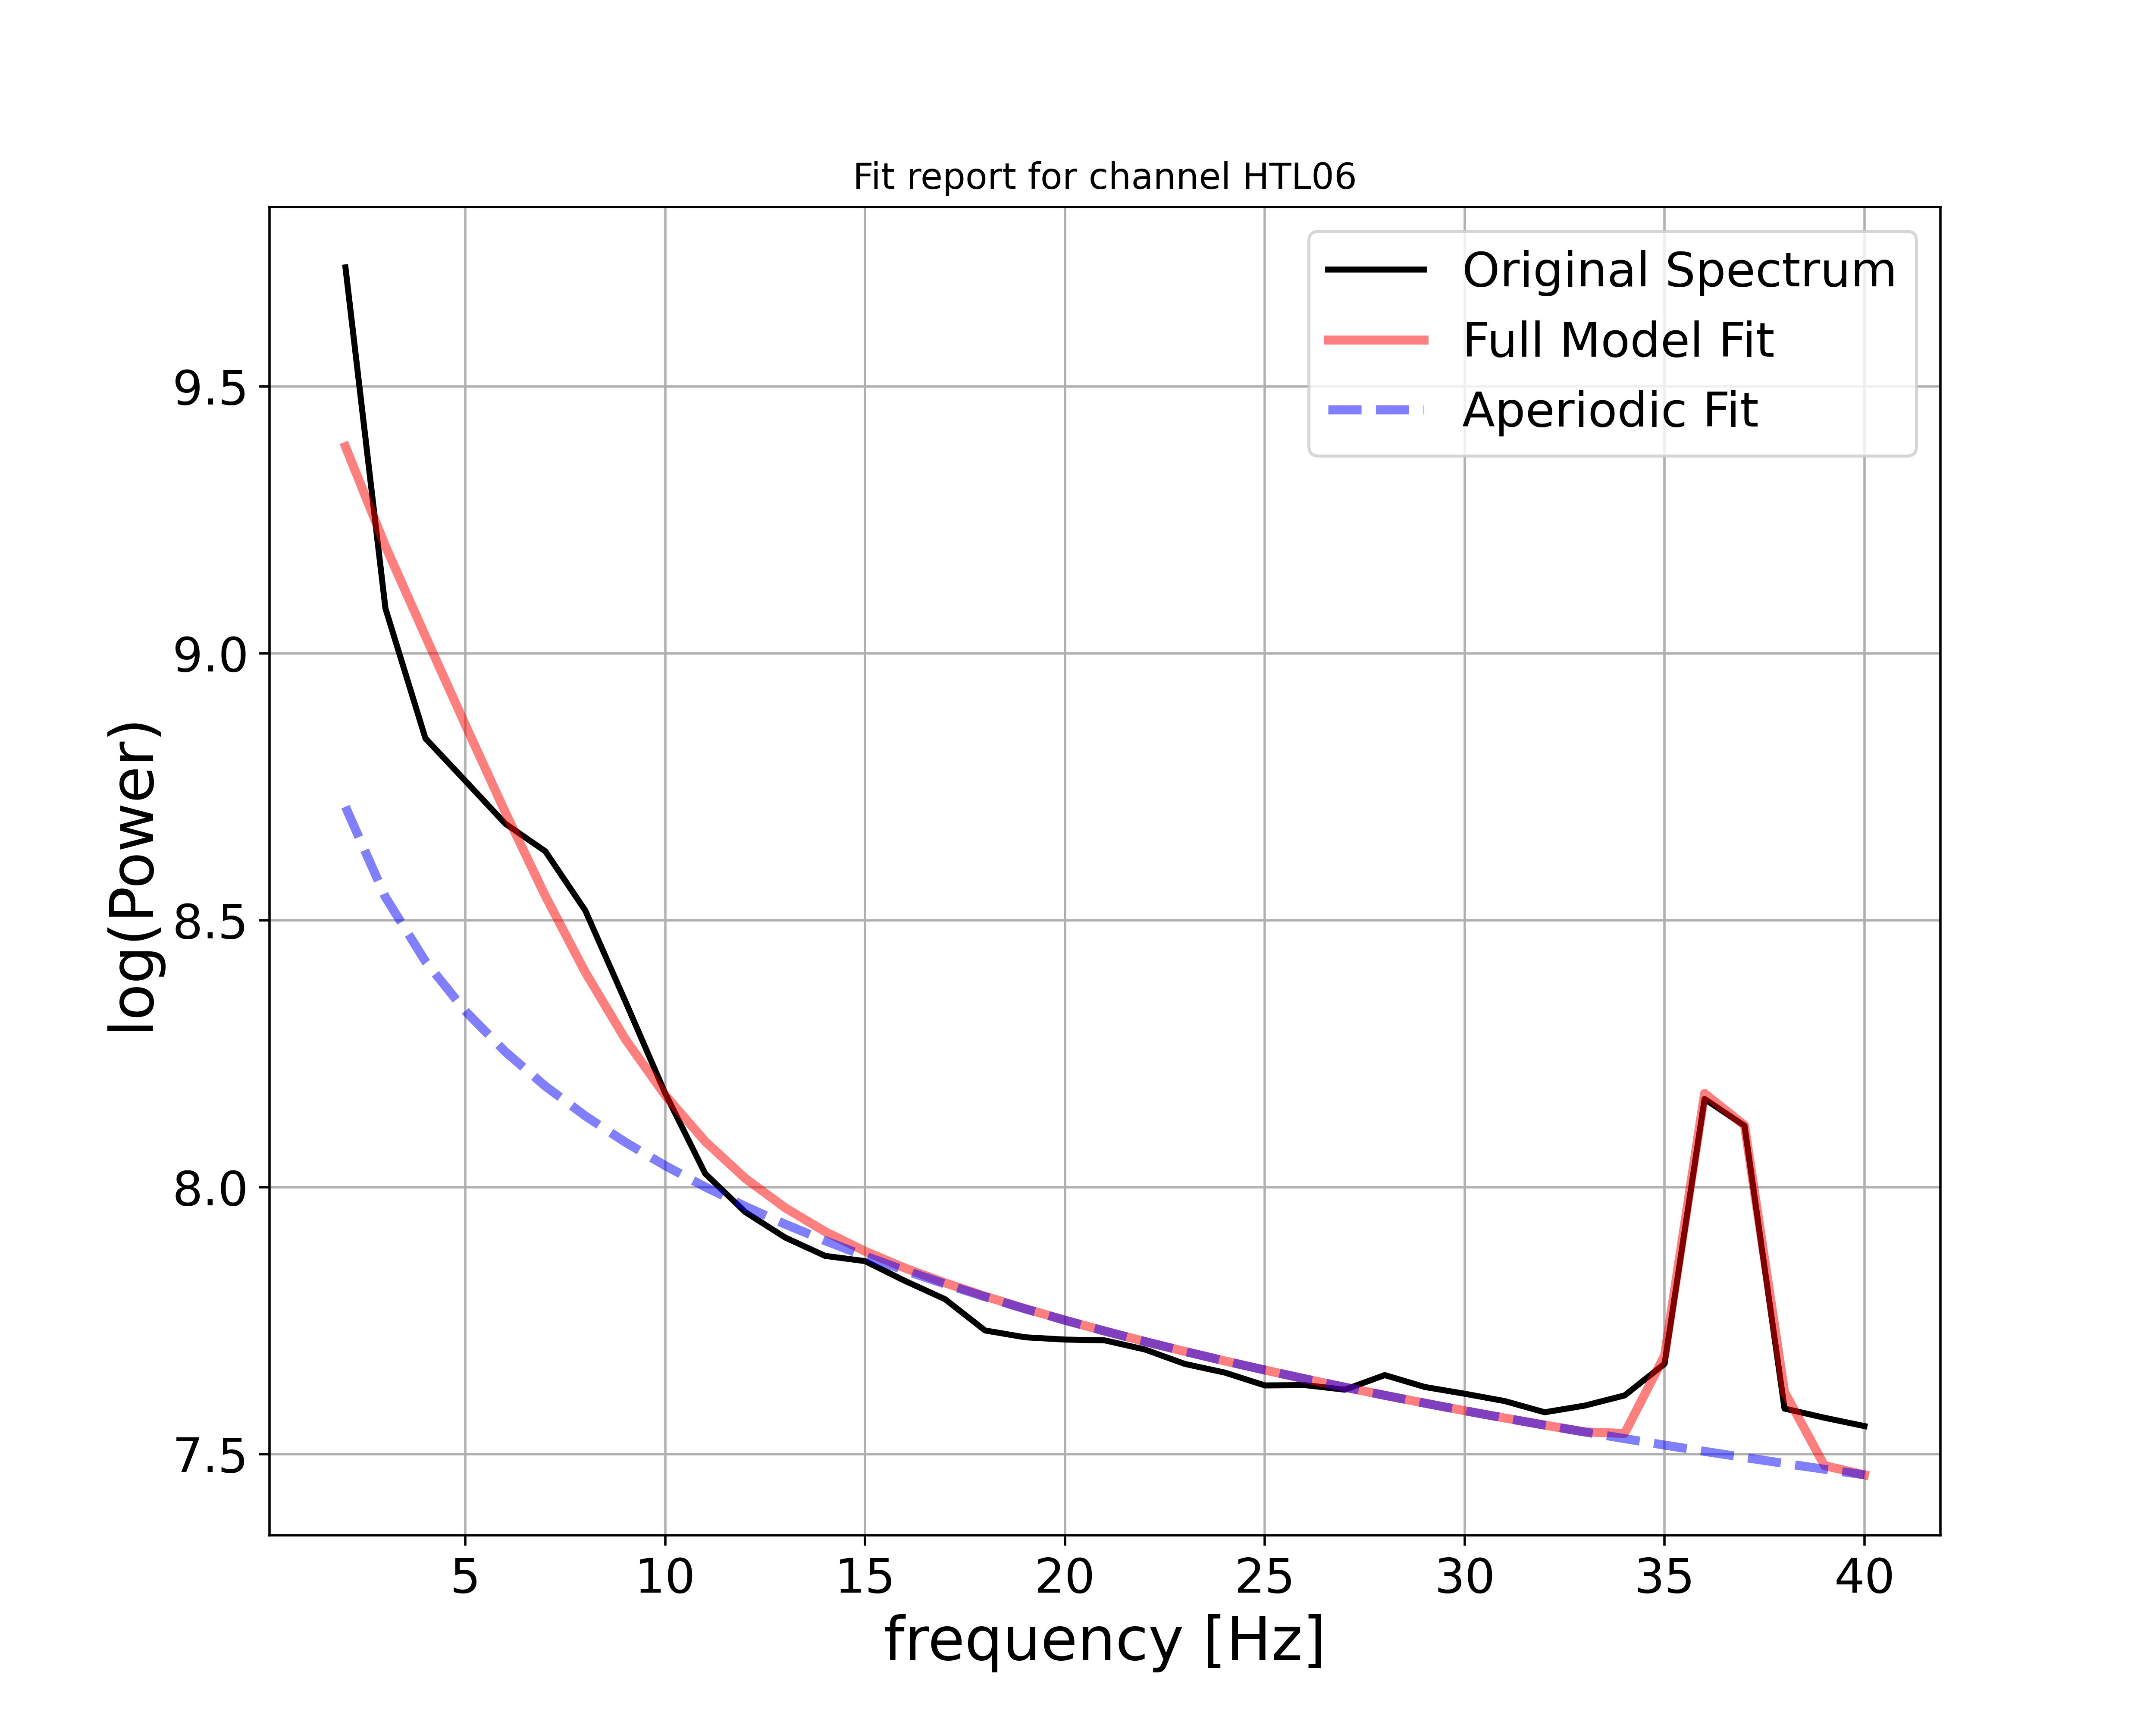 Fit report for channel HTL06
Original Spectrum
Full Model Fit
Aperiodic Fit
log(Power)
9.5
9.0
8.5
8.0
7.5
5 10 15 20 25 30 35 40
frequency [Hz]